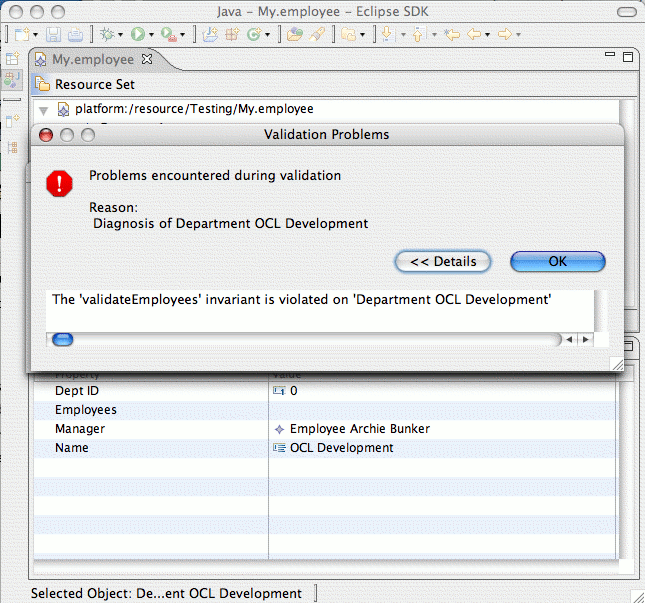 Java – My.employee – Eclipse SDK
My.employee
Resource Set
platform:/resource/Testing/My.employee
Validation Problems
Problems encountered during validation
Reason:
Diagnosis of Department OCL Development
<< Details
OK
The 'validateEmployees' invariant is violated on 'Department OCL Development'
Property Value
Dept ID 0
Employees
Manager Employee Archie Bunker
Name OCL Development
Selected Object: De...ent OCL Development